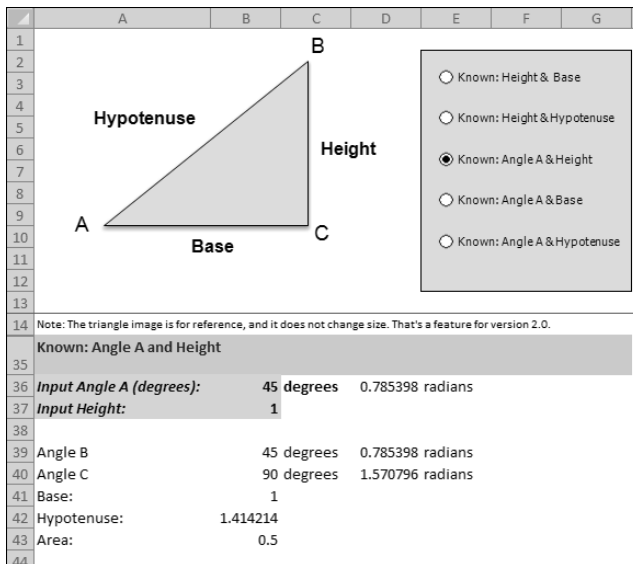 A B C D E F G
1
B
2
Known: Height & Base
3
4
Hypotenuse
Known: Height & Hypotenuse
5
6
Height
Known: Angle A & Height
7
8
Known: Angle A & Base
9
A
C
10
Base
Known: Angle A & Hypotenuse
11
12
13
14 Note: The triangle image is for reference, and it does not change size. That's a feature for version 2.0.
35 Known: Angle A and Height
36 Input Angle A (degrees): 45 degrees 0.785398 radians
37 Input Height: 1
38
39 Angle B 45 degrees 0.785398 radians
40 Angle C 90 degrees 1.570796 radians
41 Base: 1
42 Hypotenuse: 1.414214
43 Area: 0.5
44